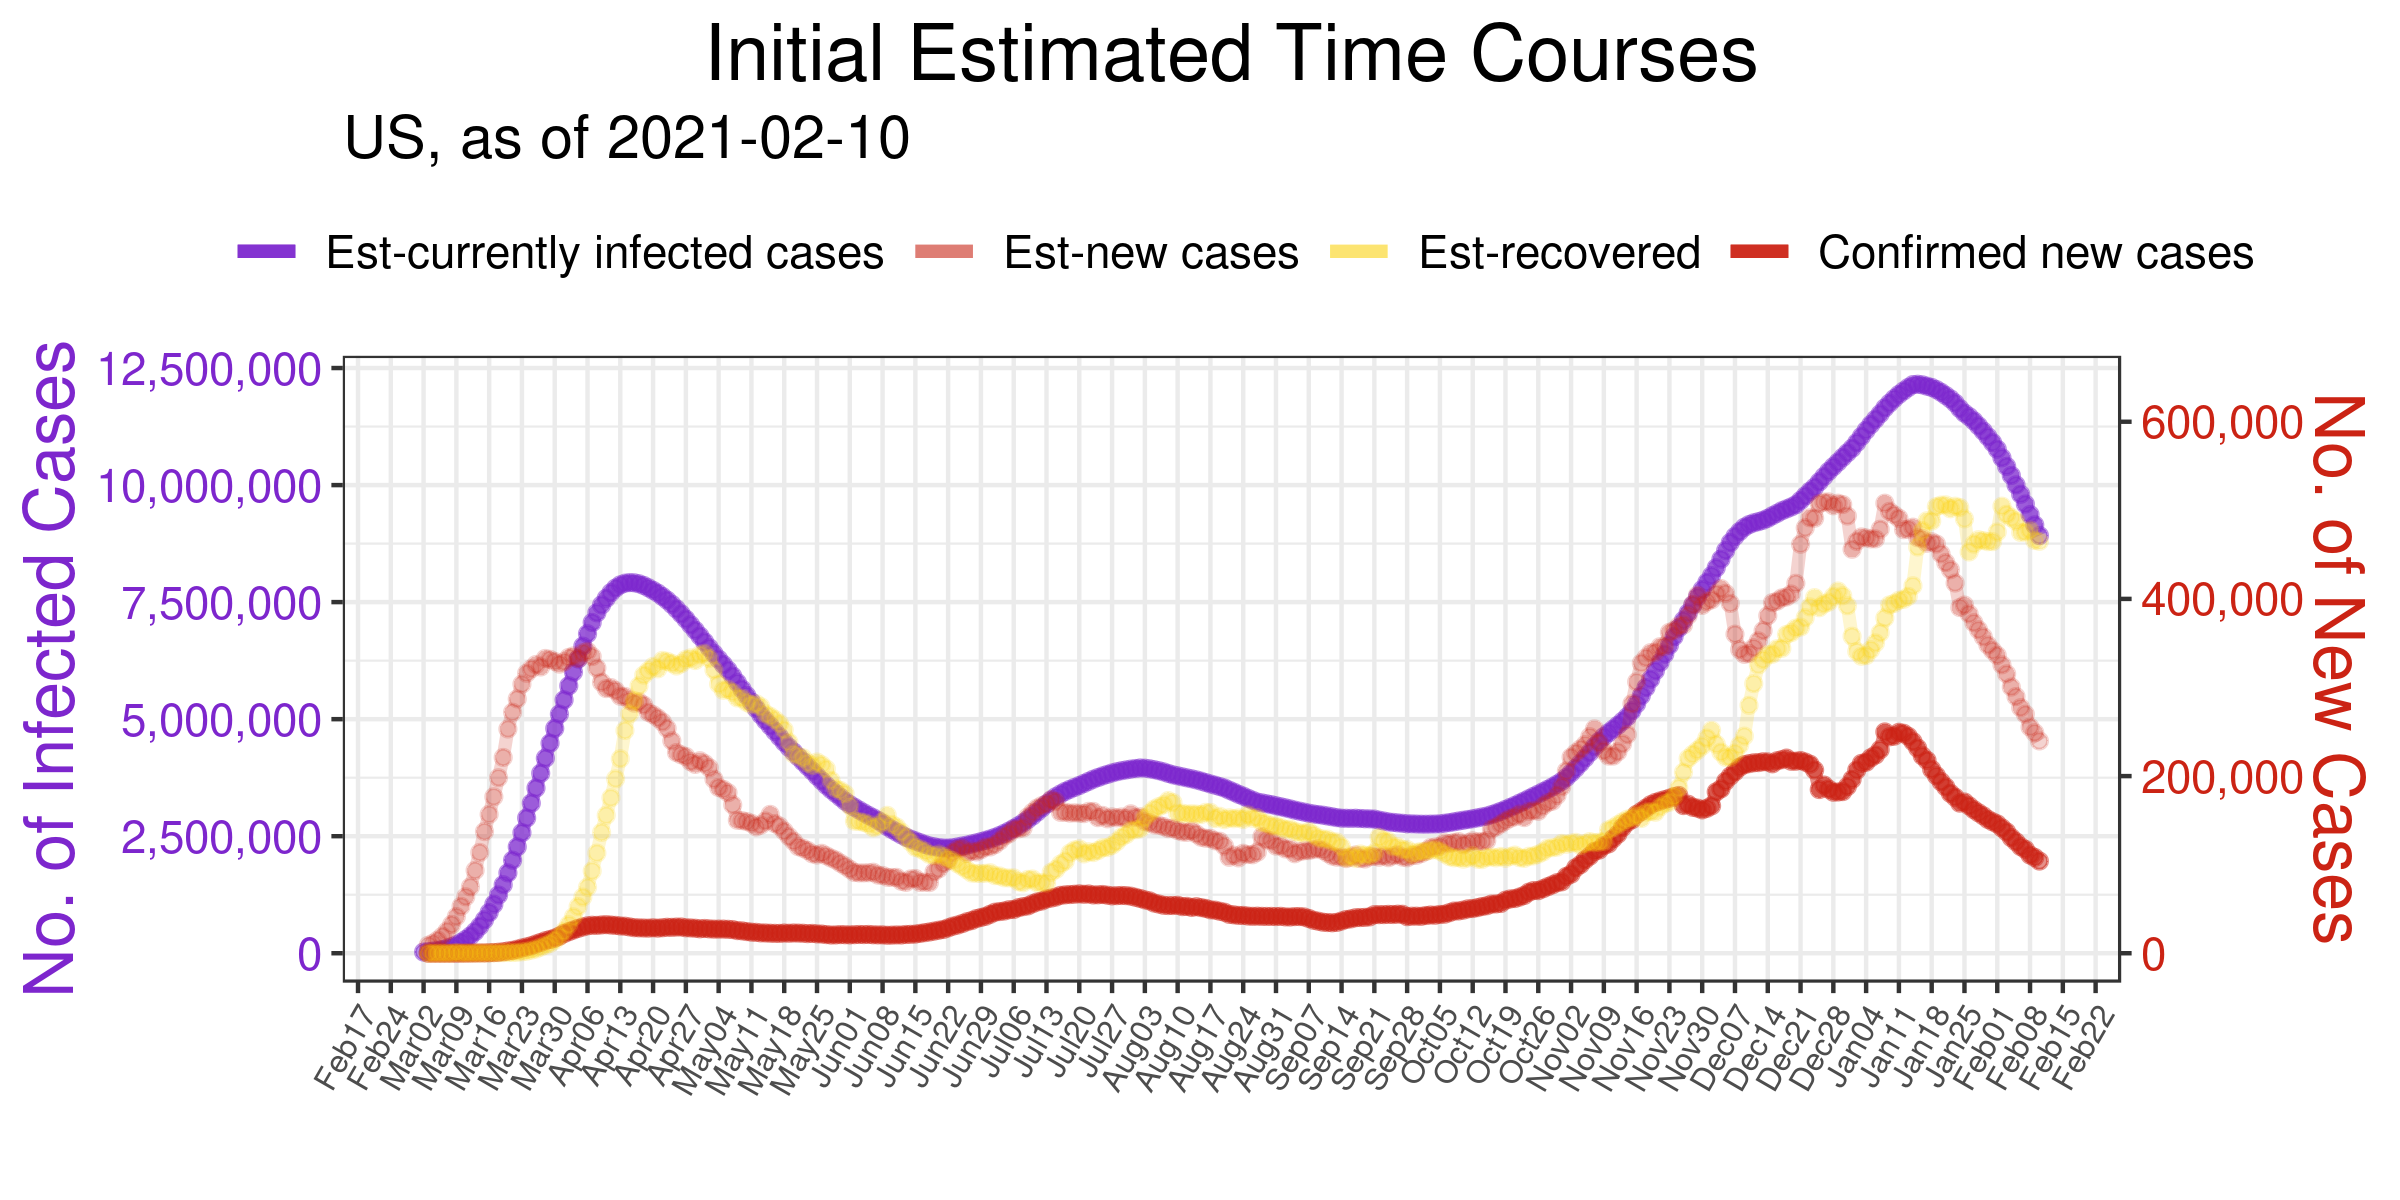 Initial Estimated Time Courses
US, as of 2021-02-10
Est-currently infected cases Est-new cases Est-recovered Confirmed new cases
No. of Infected Cases
12,500,000
10,000,000
7,500,000
5,000,000
2,500,000
0
600,000
400,000
200,000
0
No. of New Cases
Feb17 Feb24 Mar02 Mar09 Mar16 Mar23 Mar30 Apr06 Apr13 Apr20 Apr27 May04 May11 May18 May25 Jun01 Jun08 Jun15 Jun22 Jun29 Jul06 Jul13 Jul20 Jul27 Aug03 Aug10 Aug17 Aug24 Aug31 Sep07 Sep14 Sep21 Sep28 Oct05 Oct12 Oct19 Oct26 Nov02 Nov09 Nov16 Nov23 Nov30 Dec07 Dec14 Dec21 Dec28 Jan04 Jan11 Jan18 Jan25 Feb01 Feb08 Feb15 Feb22